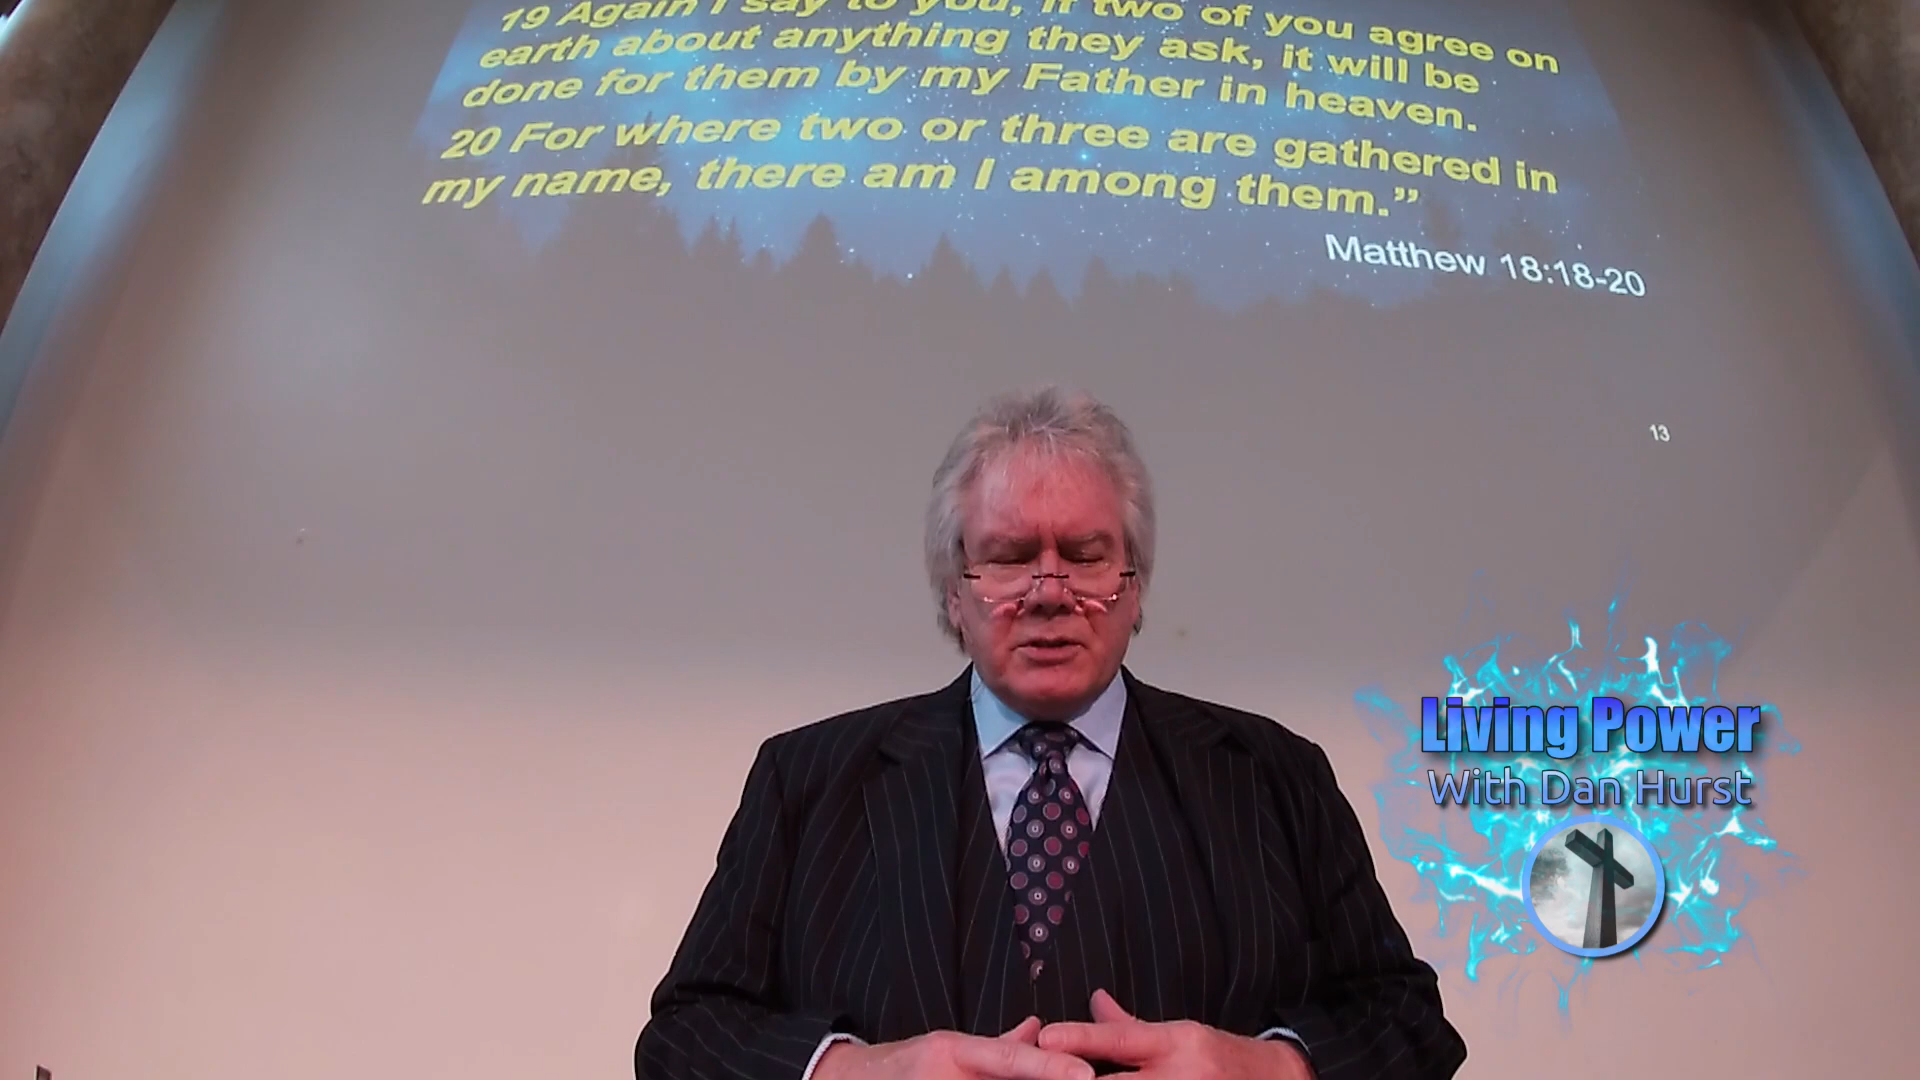 19 Again I say to you, if two of you agree on
earth about anything they ask, it will be
done for them by my Father in heaven.
20 For where two or three are gathered in
my name, there am I among them.”
Matthew 18:18-20
13
Living Power
With Dan Hurst